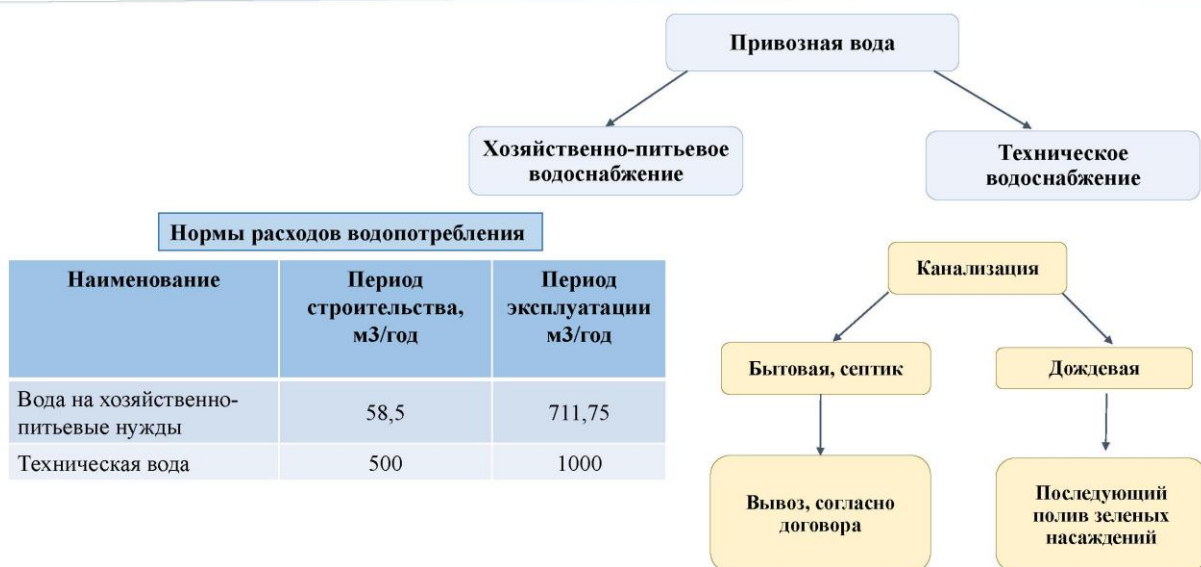 Привозная вода
Хозяйственно-питьевое
водоснабжение
Техническое
водоснабжение
Нормы расходов водопотребления
Наименование
Период
строительства,
м3/год
Период
эксплуатации
м3/год
Вода на хозяйственно-
питьевые нужды
58,5
711,75
Техническая вода
500
1000
Канализация
Бытовая, септик
Дождевая
Вывоз, согласно
договора
Последующий
полив зеленых
насаждений